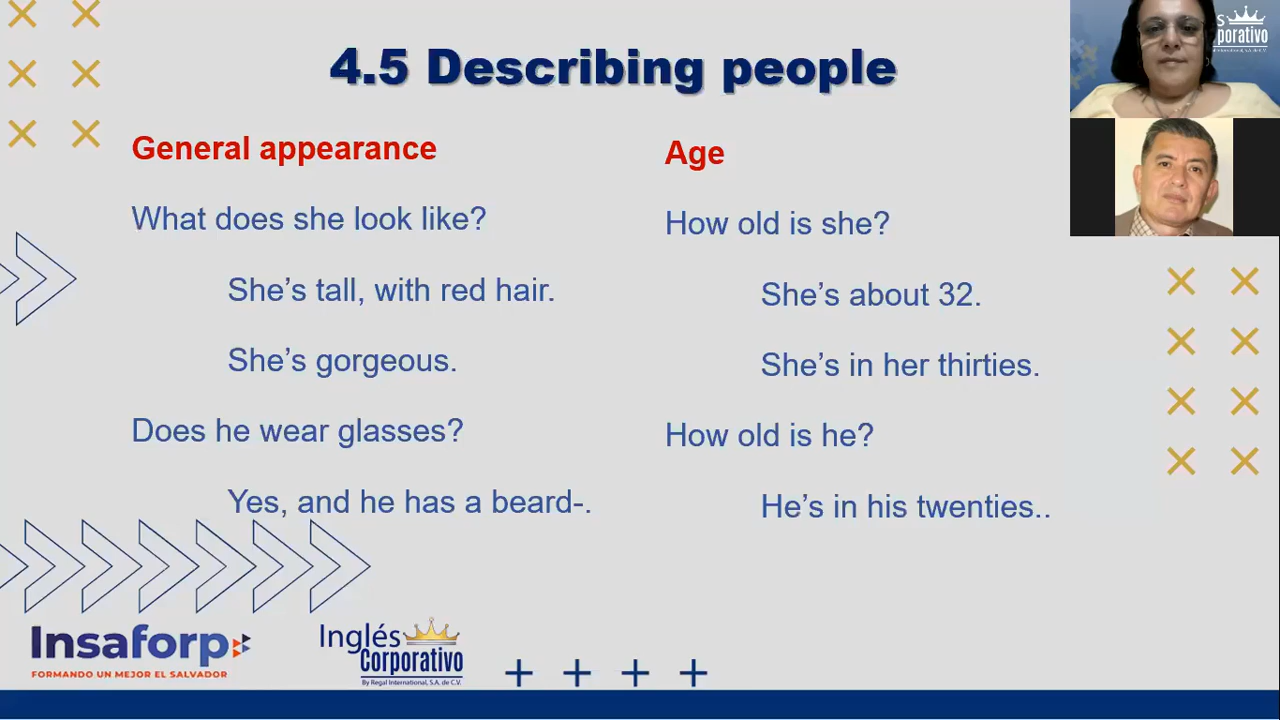 4.5 Describing people
General appearance
What does she look like?
She’s tall, with red hair.
She’s gorgeous.
Does he wear glasses?
Yes, and he has a beard-.
Age
How old is she?
She’s about 32.
She’s in her thirties.
How old is he?
He’s in his twenties..
Insaforp
FORMANDO UN MEJOR EL SALVADOR
Inglés
Corporativo
By Regal International, S.A. de C.V.